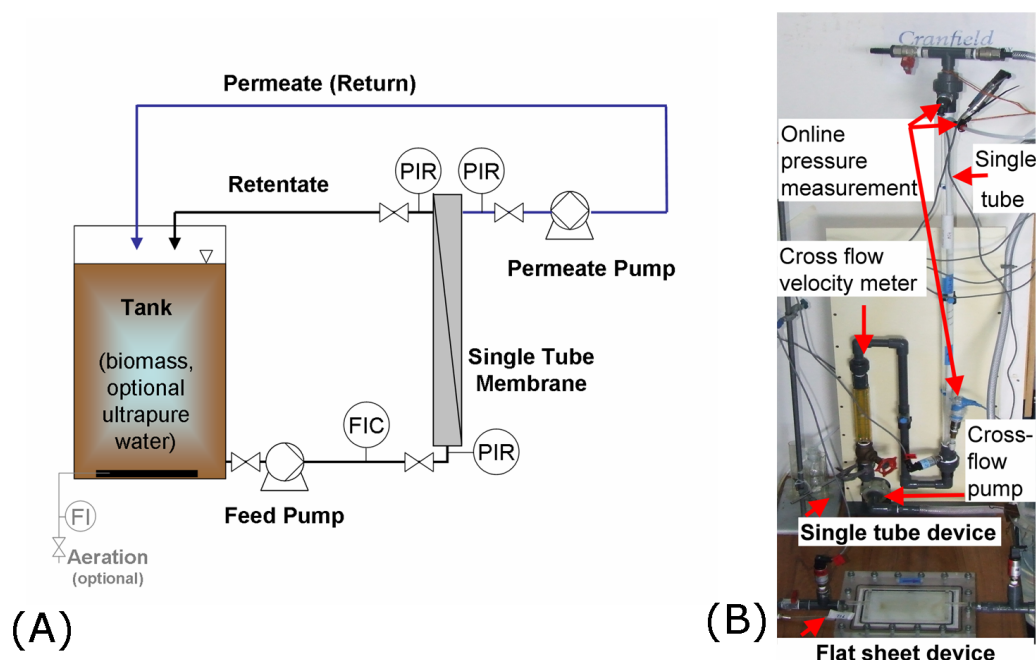 Permeate (Return)
PIR
PIR
Retentate
Permeate Pump
Tank
(biomass,
optional
ultrapure
water)
Single Tube
Membrane
FIC
PIR
Feed Pump
FI
Aeration
(optional)
(A)
Cranfield
Online
pressure
measurement
Single
tube
Cross flow
velocity meter
Cross-
flow
pump
Single tube device
Flat sheet device
(B)